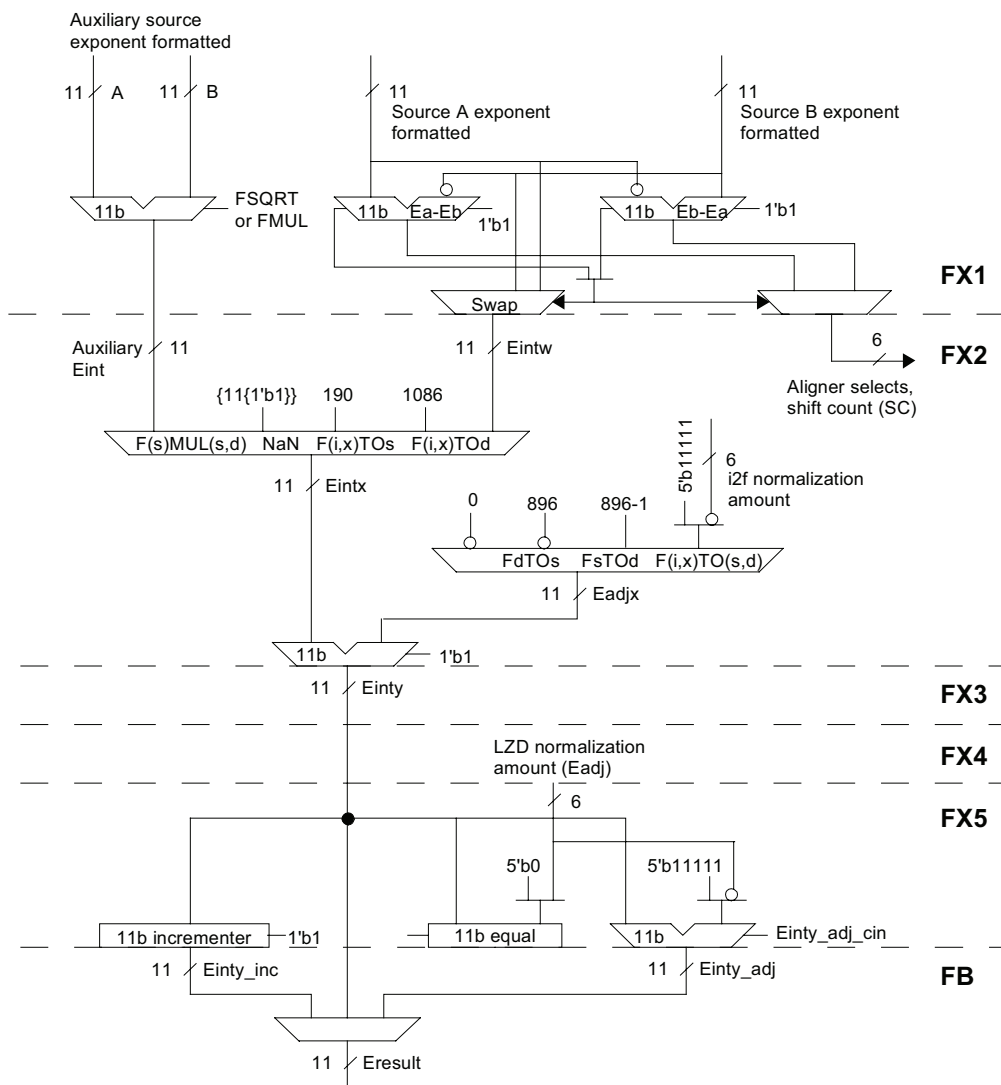 Auxiliary source
exponent formatted
11 A 11 B
11
Source A exponent
formatted
11
Source B exponent
formatted
11b
FSQRT
or FMUL
11b Ea-Eb
1'b1
11b Eb-Ea
1'b1
FX1
Swap
Auxiliary
Eint
11
11 Eintw
6
FX2
Aligner selects,
shift count (SC)
{11{1'b1}} 190 1086
F(s)MUL(s,d) NaN F(i,x)TOs F(i,x)TOd
5'b11111
6
i2f normalization
amount
11 Eintx
0 896 896-1
FdTOs FsTOd F(i,x)TO(s,d)
11 Eadjx
11b
1'b1
11 Einty
FX3
LZD normalization
amount (Eadj)
FX4
6
FX5
5'b0
5'b11111
11b incrementer
1'b1
11b equal
11b
Einty_adj_cin
11 Einty_inc
11 Einty_adj
FB
11 Eresult